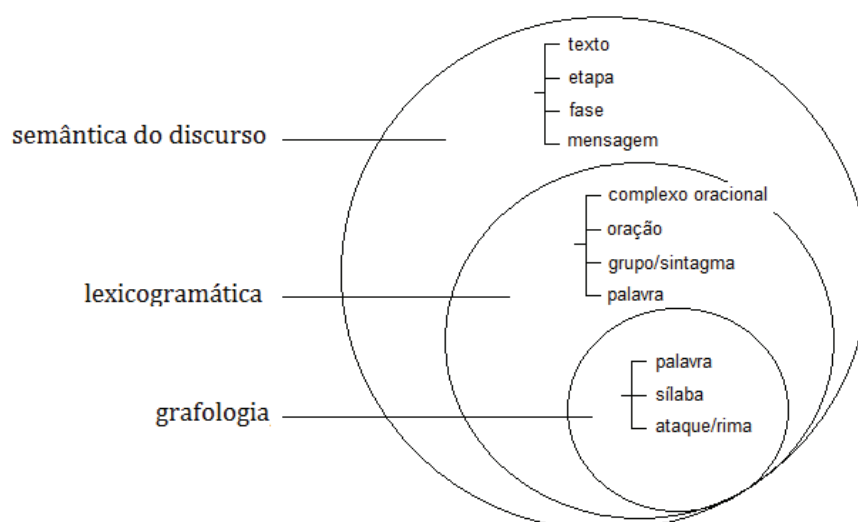 texto
etapa
fase
semântica do discurso
mensagem
complexo oracional
oração
grupo/sintagma
lexicogramática
palavra
palavra
sílaba
grafologia
ataque/rima